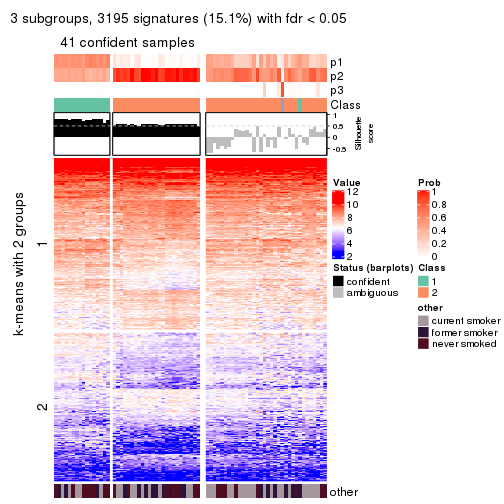 3 subgroups, 3195 signatures (15.1%) with fdr < 0.05
41 confident samples
p1
p2
p3
Class
1
0.5
0
-0.5
Silhouette
score
k-means with 2 groups
1
2
other
Value
12
10
8
6
4
2
Prob
1
0.8
0.6
0.4
0.2
0
Status (barplots)
confident
ambiguous
Class
1
2
other
current smoker
former smoker
never smoked